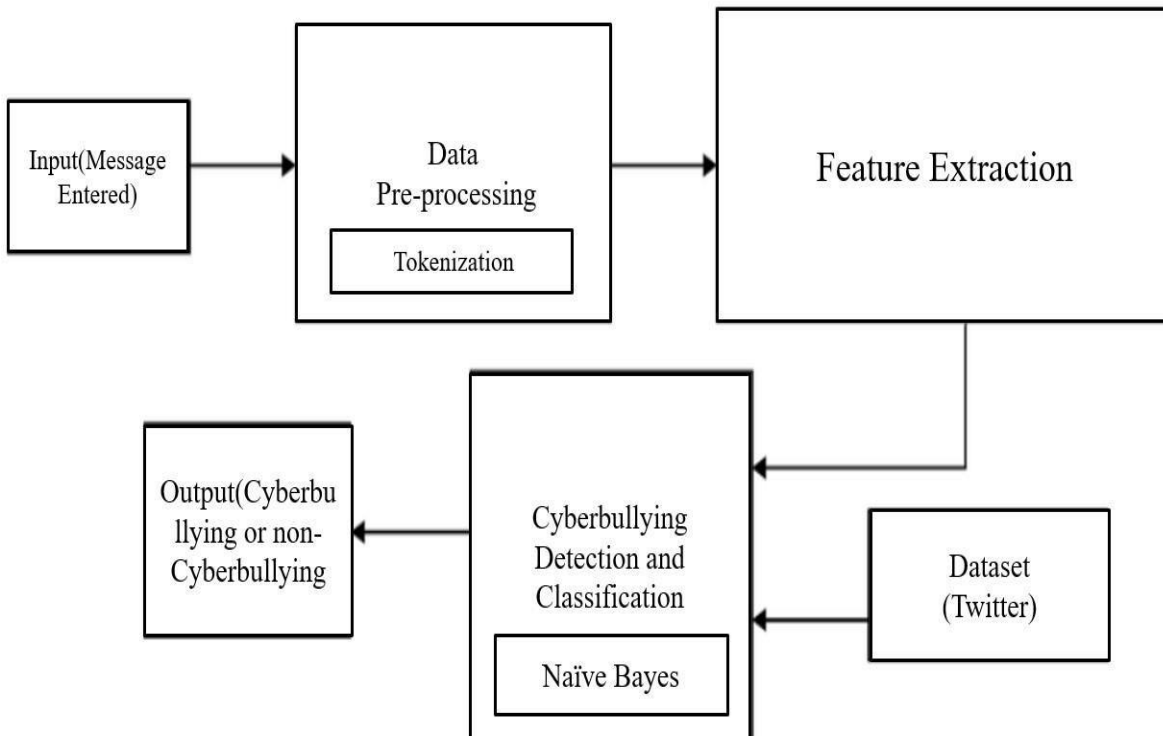 Input(Message
Entered)
Data
Pre-processing
Tokenization
Feature Extraction
Output(Cyberbu
llying or non-
Cyberbullying
Cyberbullying
Detection and
Classification
Naïve Bayes
Dataset
(Twitter)